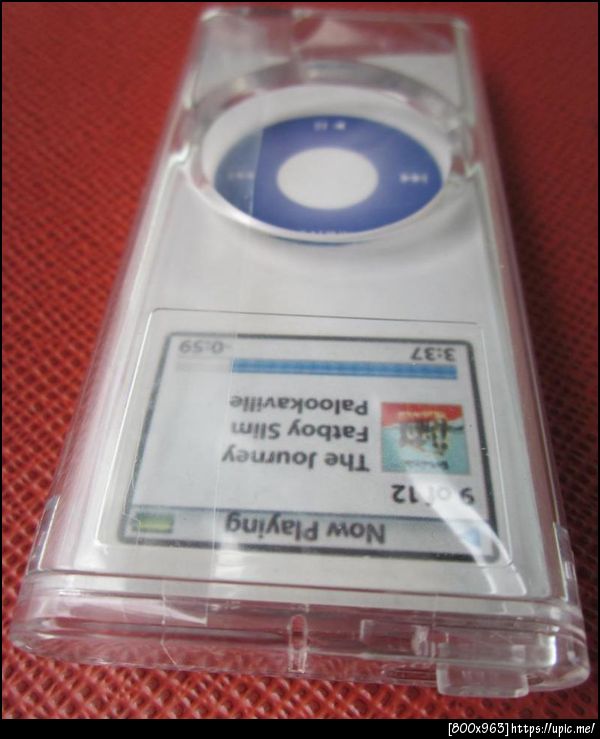 Now Playing
9 of 12
The Journey
Fatboy Slim
Palookaville
3:37 -0:59
[800x963]https://upic.me/